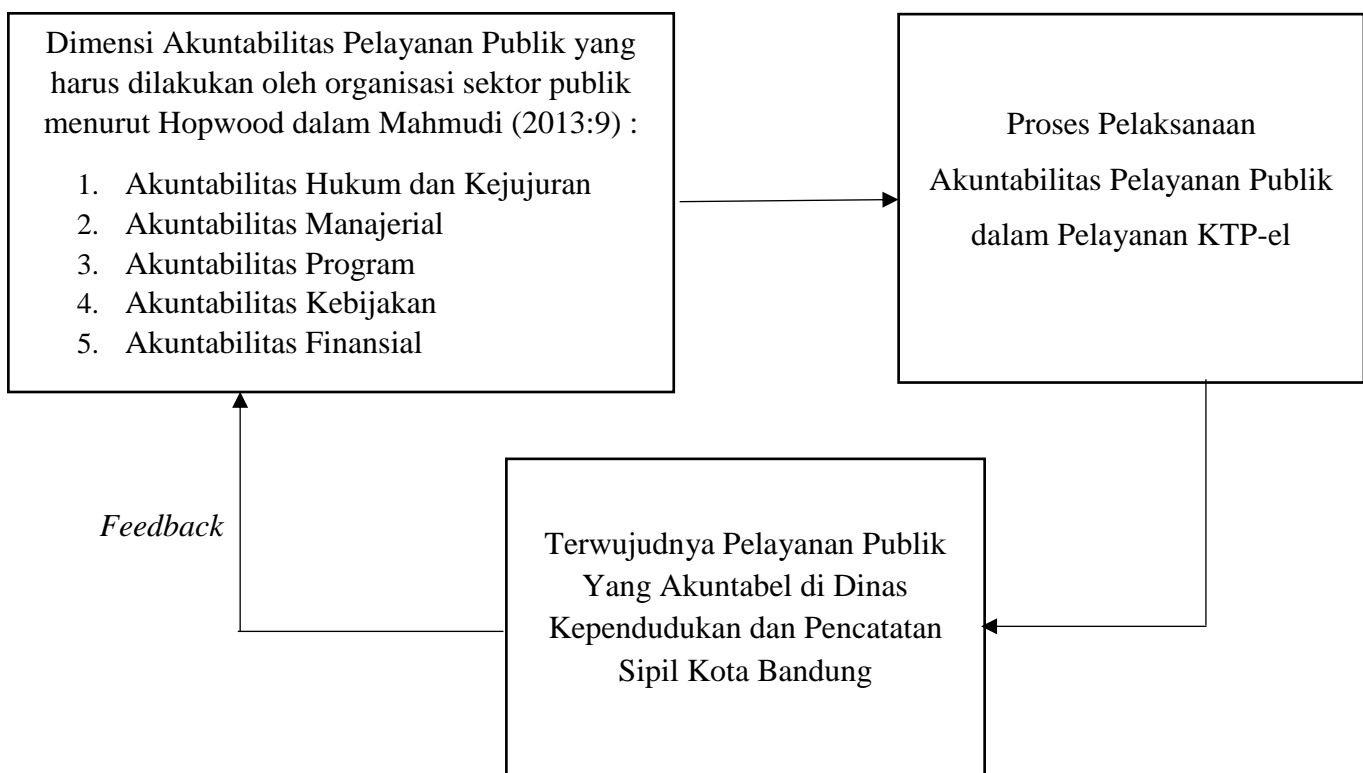 Dimensi Akuntabilitas Pelayanan Publik yang
harus dilakukan oleh organisasi sektor publik
menurut Hopwood dalam Mahmudi (2013:9) :
1. Akuntabilitas Hukum dan Kejujuran
2. Akuntabilitas Manajerial
3. Akuntabilitas Program
4. Akuntabilitas Kebijakan
5. Akuntabilitas Finansial
Proses Pelaksanaan
Akuntabilitas Pelayanan Publik
dalam Pelayanan KTP-el
Feedback
Terwujudnya Pelayanan Publik
Yang Akuntabel di Dinas
Kependudukan dan Pencatatan
Sipil Kota Bandung